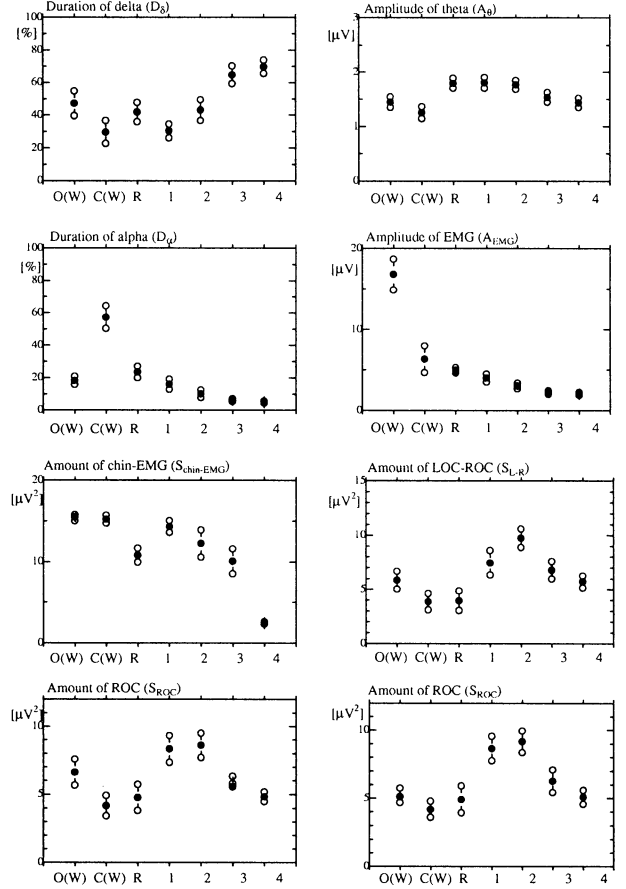 Duration of delta (Dδ)
[%]
100
80
60
40
20
0
O(W) C(W) R 1 2 3 4
Amplitude of theta (Aθ)
[μV]
3
2
1
0
O(W) C(W) R 1 2 3 4
Duration of alpha (Dα)
[%]
100
80
60
40
20
0
O(W) C(W) R 1 2 3 4
Amplitude of EMG (AEMG)
[μV]
20
10
0
O(W) C(W) R 1 2 3 4
Amount of chin-EMG (Schin-EMG)
[μV²]
20
10
0
O(W) C(W) R 1 2 3 4
Amount of LOC-ROC (SL-R)
[μV²]
15
10
5
0
O(W) C(W) R 1 2 3 4
Amount of ROC (SROC)
[μV²]
10
5
0
O(W) C(W) R 1 2 3 4
Amount of ROC (SROC)
[μV²]
10
5
0
O(W) C(W) R 1 2 3 4